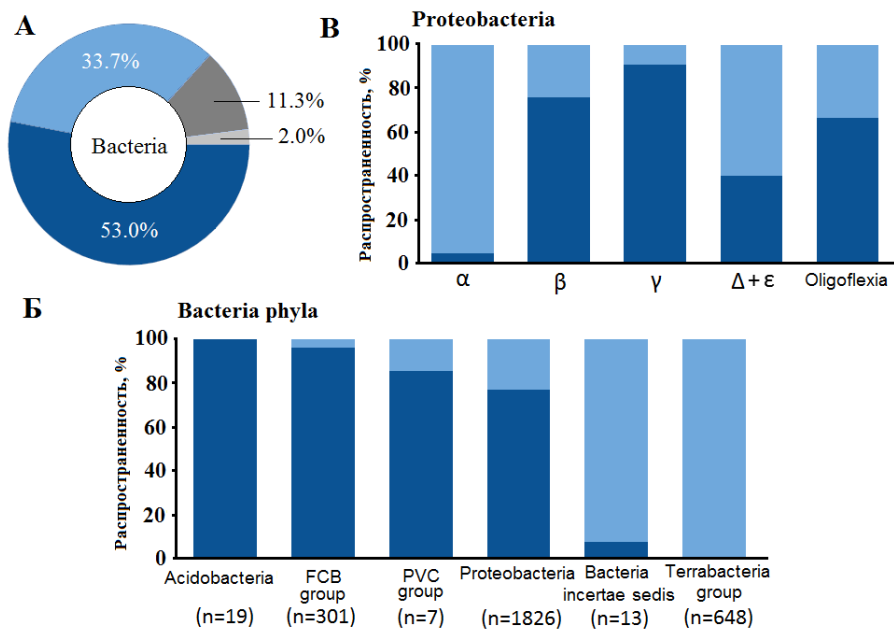 А
33.7%
11.3%
2.0%
Bacteria
53.0%
В
Proteobacteria
Распространенность, %
100
80
60
40
20
0
α
β
γ
Δ + ε
Oligoflexia
Б
Bacteria phyla
Распространенность, %
100
80
60
40
20
0
Acidobacteria
(n=19)
FCB
group
(n=301)
PVC
group
(n=7)
Proteobacteria
(n=1826)
Bacteria
incertae sedis
(n=13)
Terrabacteria
group
(n=648)